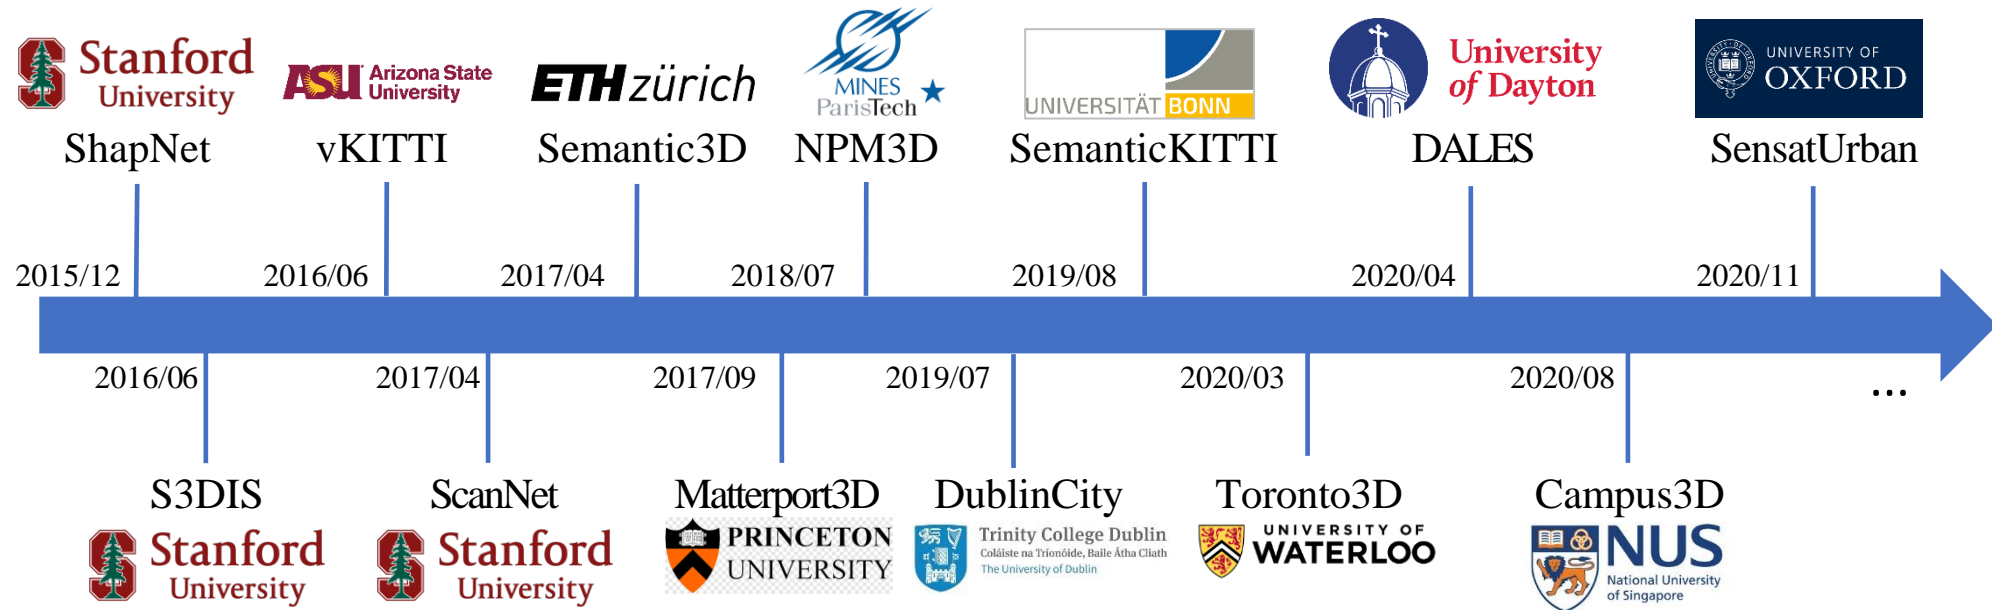 Stanford
University
ShapNet
2015/12
ASU Arizona State
University
vKITTI
2016/06
ETH zürich
Semantic3D
2017/04
MINES
ParisTech
NPM3D
2018/07
UNIVERSITÄT BONN
SemanticKITTI
2019/08
University
of Dayton
DALES
2020/04
UNIVERSITY OF
OXFORD
SensatUrban
2020/11
2016/06
S3DIS
S Stanford
University
2017/04
ScanNet
S Stanford
University
2017/09
Matterport3D
PRINCETON
UNIVERSITY
2019/07
DublinCity
Trinity College Dublin
Coláiste na Tríonóide, Baile Átha Cliath
The University of Dublin
2020/03
Toronto3D
UNIVERSITY OF
WATERLOO
2020/08
Campus3D
NUS
National University
of Singapore
...